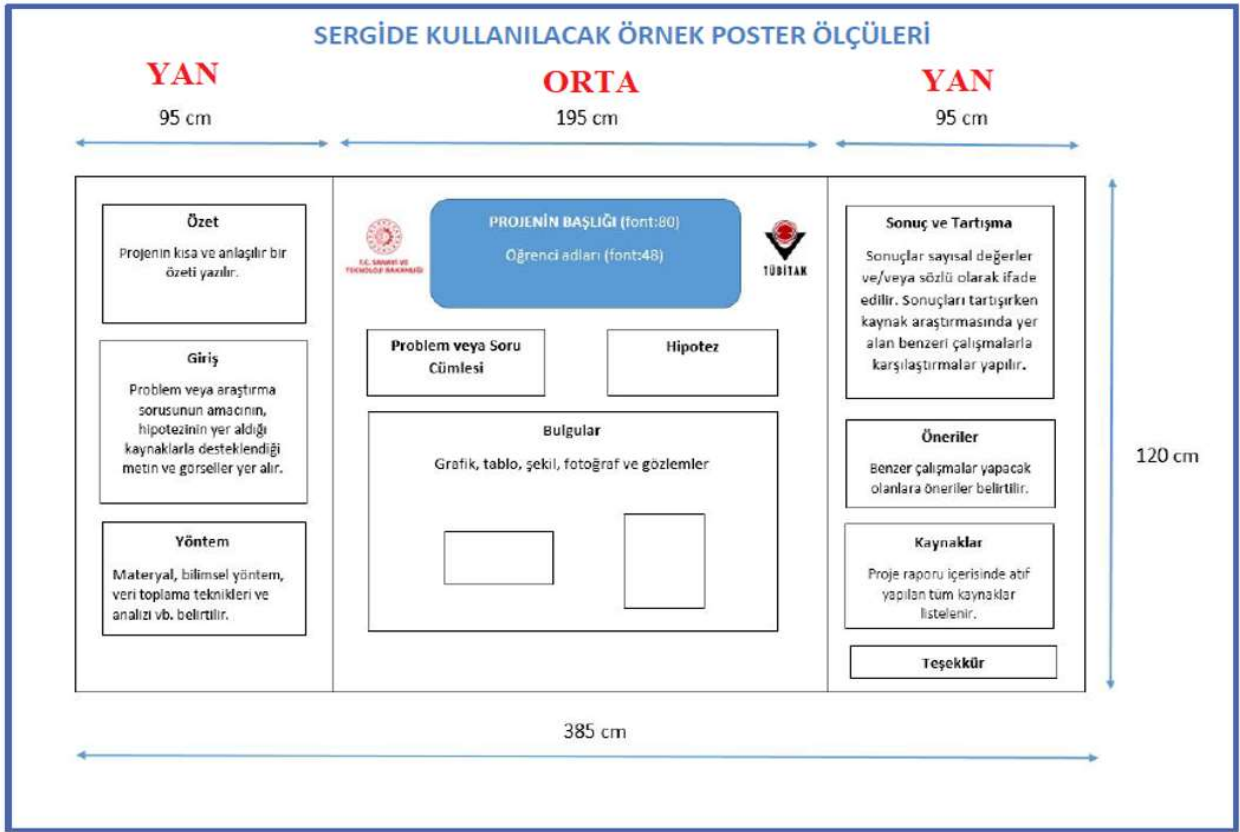 SERGİDE KULLANILACAK ÖRNEK POSTER ÖLÇÜLERİ
YAN
ORTA
YAN
95 cm
195 cm
95 cm
Özet
Projenin kısa ve anlaşılır bir
özeti yazılır.
Giriş
Problem veya araştırma
sorusunun amacının,
hipotezinin yer aldığı
kaynaklarla desteklendiği
metin ve görseller yer alır.
Yöntem
Materyal, bilimsel yöntem,
veri toplama teknikleri ve
analizi vb. belirtilir.
T.C. SANAYİ VE
TEKNOLOJİ BAKANLIĞI
PROJENİN BAŞLIĞI (font:80)
Öğrenci adları (font:48)
TÜBİTAK
Problem veya Soru
Cümlesi
Hipotez
Bulgular
Grafik, tablo, şekil, fotoğraf ve gözlemler
Sonuç ve Tartışma
Sonuçlar sayısal değerler
ve/veya sözlü olarak ifade
edilir. Sonuçları tartışırken
kaynak araştırmasında yer
alan benzeri çalışmalarla
karşılaştırmalar yapılır.
Öneriler
Benzer çalışmalar yapacak
olanlara öneriler belirtilir.
Kaynaklar
Proje raporu içerisinde atıf
yapılan tüm kaynaklar
listelenir.
Teşekkür
120 cm
385 cm